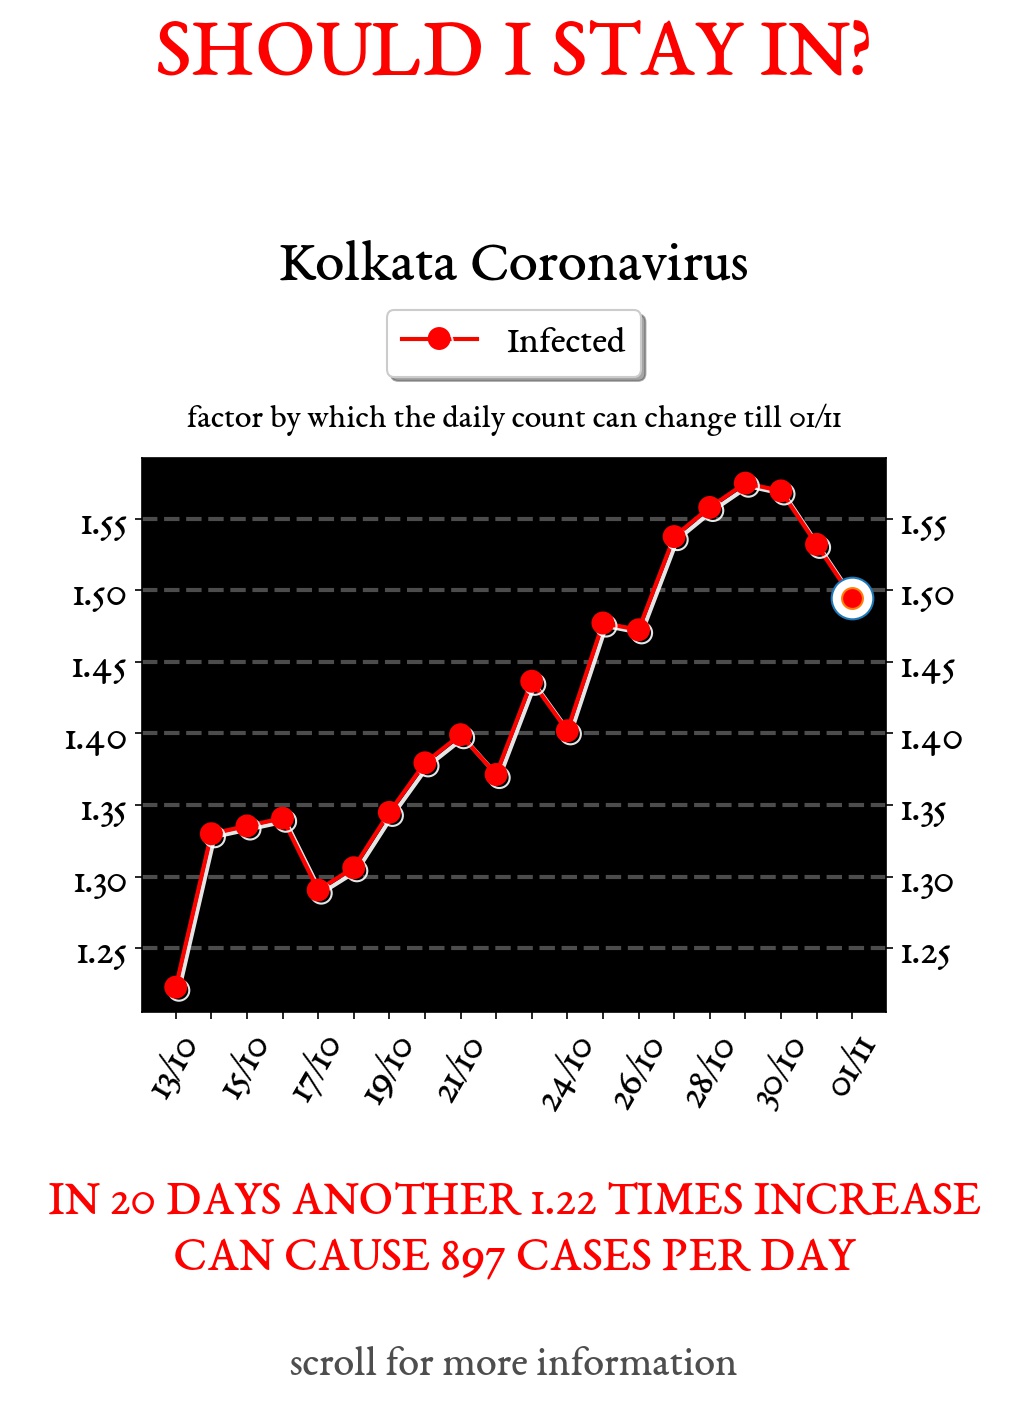 SHOULD I STAY IN?
Kolkata Coronavirus
Infected
factor by which the daily count can change till 01/11
1.55 1.55
1.50 1.50
1.45 1.45
1.40 1.40
1.35 1.35
1.30 1.30
1.25 1.25
13/10 15/10 17/10 19/10 21/10 24/10 26/10 28/10 30/10 01/11
IN 20 DAYS ANOTHER 1.22 TIMES INCREASE
CAN CAUSE 897 CASES PER DAY
scroll for more information